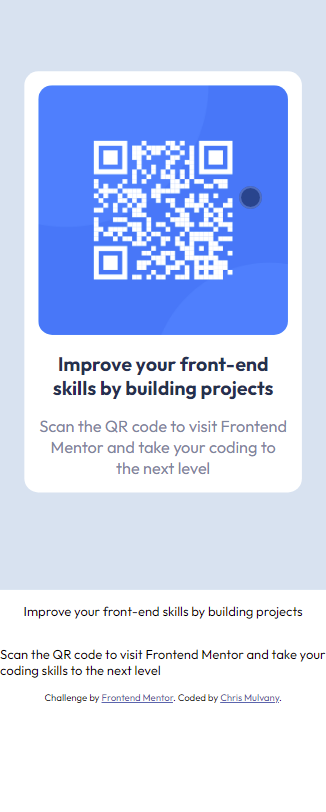 Improve your front-end
skills by building projects
Scan the QR code to visit Frontend
Mentor and take your coding to
the next level
Improve your front-end skills by building projects
Scan the QR code to visit Frontend Mentor and take your
coding skills to the next level
Challenge by Frontend Mentor. Coded by Chris Mulvany.